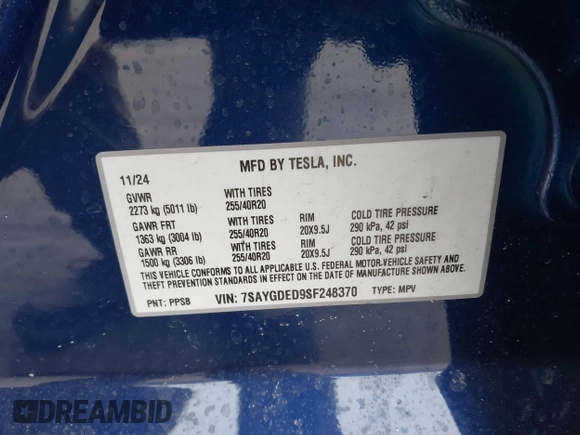 MFD BY TESLA, INC.
11/24
GVWR WITH TIRES
2273 kg (5011 lb) 255/40R20
GAWR FRT WITH TIRES RIM COLD TIRE PRESSURE
1363 kg (3004 lb) 255/40R20 20X9.5J 290 kPa, 42 psi
GAWR RR WITH TIRES RIM COLD TIRE PRESSURE
1500 kg (3306 lb) 255/40R20 20X9.5J 290 kPa, 42 psi
THIS VEHICLE CONFORMS TO ALL APPLICABLE U.S. FEDERAL MOTOR VEHICLE SAFETY AND
THEFT PREVENTION STANDARDS IN EFFECT ON THE DATE OF MANUFACTURE SHOWN
ABOVE.
PNT: PPSB VIN: 7SAYGDED9SF248370 TYPE: MPV
DREAMBID